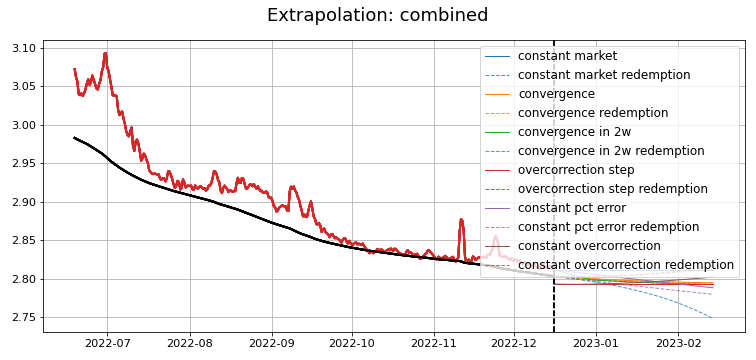 Extrapolation: combined
3.10
3.05
3.00
2.95
2.90
2.85
2.80
2.75
constant market
constant market redemption
convergence
convergence redemption
convergence in 2w
convergence in 2w redemption
overcorrection step
overcorrection step redemption
constant pct error
constant pct error redemption
constant overcorrection
constant overcorrection redemption
2022-07 2022-08 2022-09 2022-10 2022-11 2022-12 2023-01 2023-02